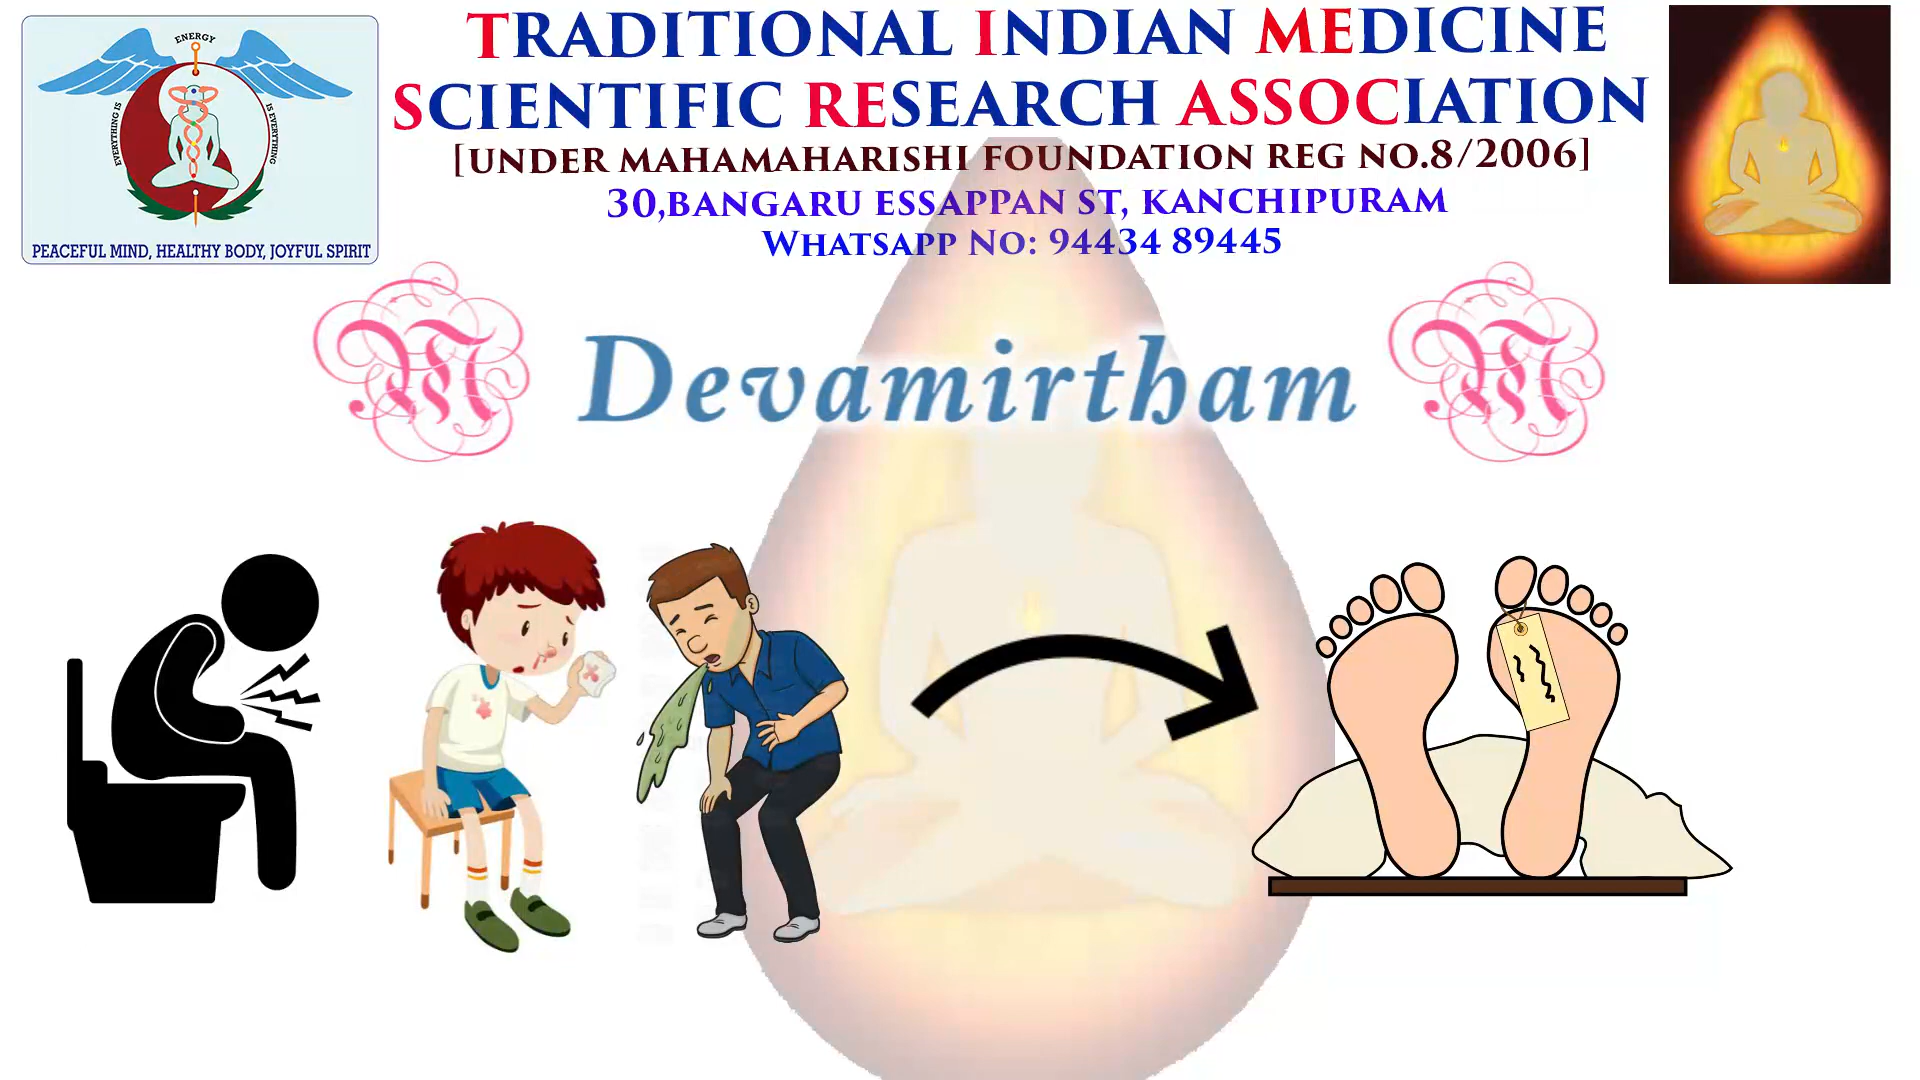 ENERGY
EVERYTHING IS
IS EVERYTHING
PEACEFUL MIND, HEALTHY BODY, JOYFUL SPIRIT
TRADITIONAL INDIAN MEDICINE
SCIENTIFIC RESEARCH ASSOCIATION
[UNDER MAHAMAHARISHI FOUNDATION REG NO.8/2006]
30,BANGARU ESSAPPAN ST, KANCHIPURAM
WHATSAPP NO: 94434 89445
M Devamirtham M